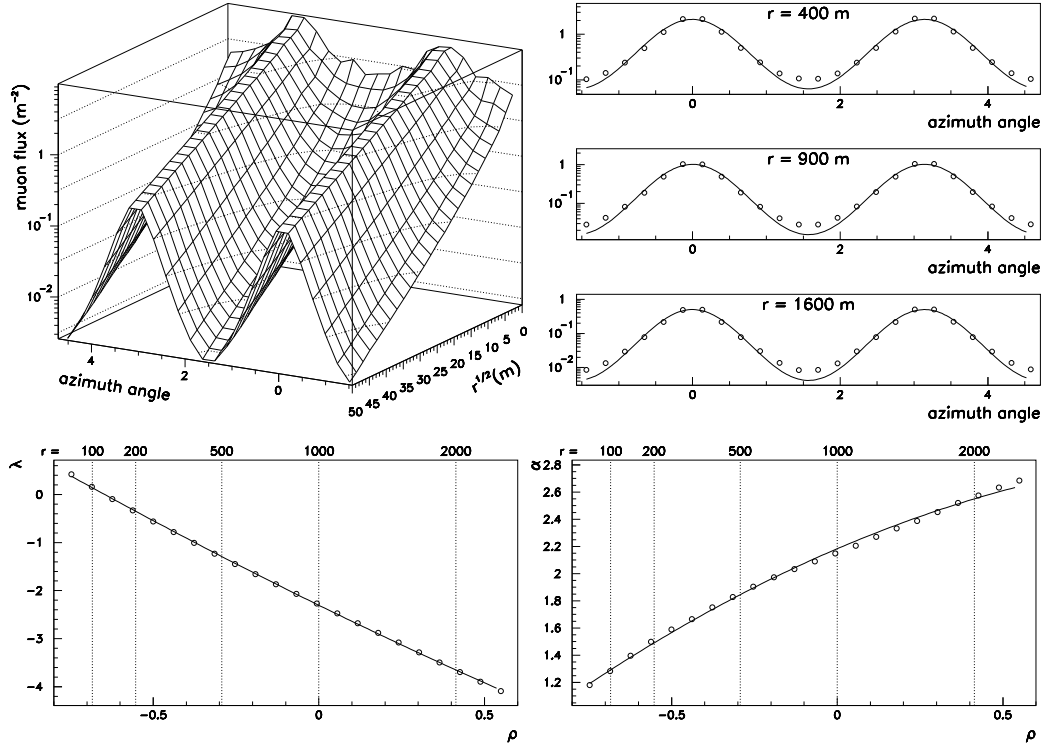 muon flux (m⁻²)
1
10⁻¹
10⁻²
4
2
0
azimuth angle
50 45 40 35 30 25 20 15 10 5 0
r^1/2(m)
r = 400 m
1
10⁻¹
0 2 4
azimuth angle
r = 900 m
1
10⁻¹
0 2 4
azimuth angle
r = 1600 m
1
10⁻¹
10⁻²
0 2 4
azimuth angle
r = 100 200 500 1000 2000
λ
0
-1
-2
-3
-4
-0.5 0 0.5
ρ
r = 100 200 500 1000 2000
α
2.8
2.6
2.4
2.2
2
1.8
1.6
1.4
1.2
-0.5 0 0.5
ρ